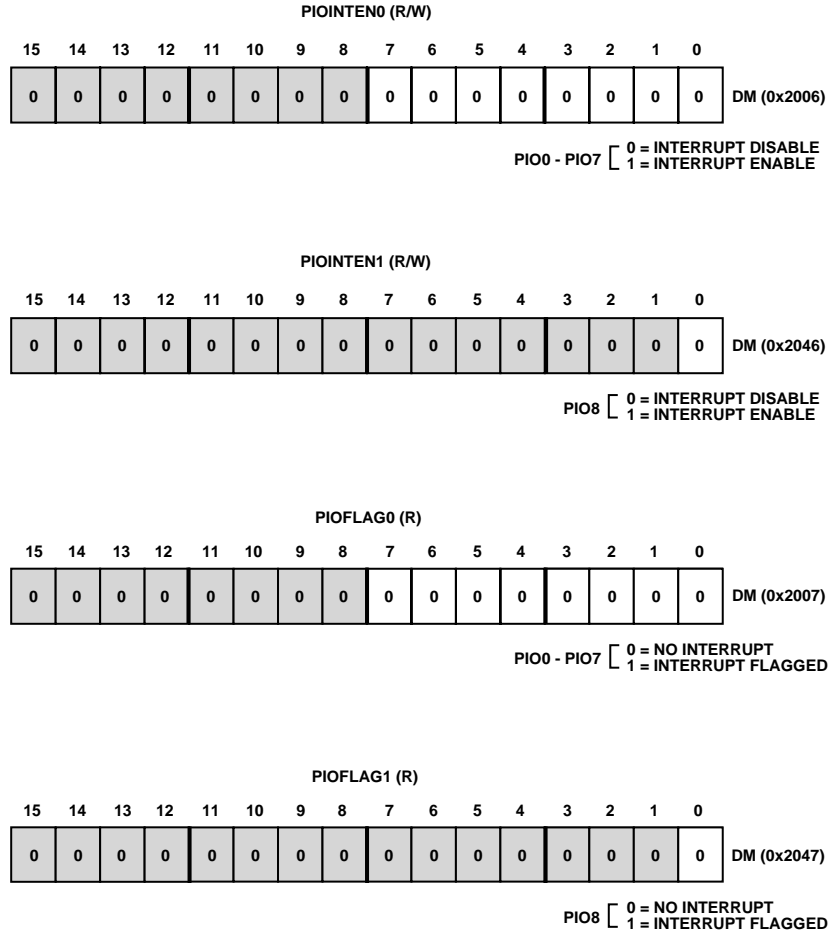 PIOINTEN0 (R/W)
15 14 13 12 11 10 9 8 7 6 5 4 3 2 1 0
0 0 0 0 0 0 0 0 0 0 0 0 0 0 0 0 DM (0x2006)
PIO0 - PIO7 0 = INTERRUPT DISABLE
1 = INTERRUPT ENABLE
PIOINTEN1 (R/W)
15 14 13 12 11 10 9 8 7 6 5 4 3 2 1 0
0 0 0 0 0 0 0 0 0 0 0 0 0 0 0 0 DM (0x2046)
PIO8 0 = INTERRUPT DISABLE
1 = INTERRUPT ENABLE
PIOFLAG0 (R)
15 14 13 12 11 10 9 8 7 6 5 4 3 2 1 0
0 0 0 0 0 0 0 0 0 0 0 0 0 0 0 0 DM (0x2007)
PIO0 - PIO7 0 = NO INTERRUPT
1 = INTERRUPT FLAGGED
PIOFLAG1 (R)
15 14 13 12 11 10 9 8 7 6 5 4 3 2 1 0
0 0 0 0 0 0 0 0 0 0 0 0 0 0 0 0 DM (0x2047)
PIO8 0 = NO INTERRUPT
1 = INTERRUPT FLAGGED